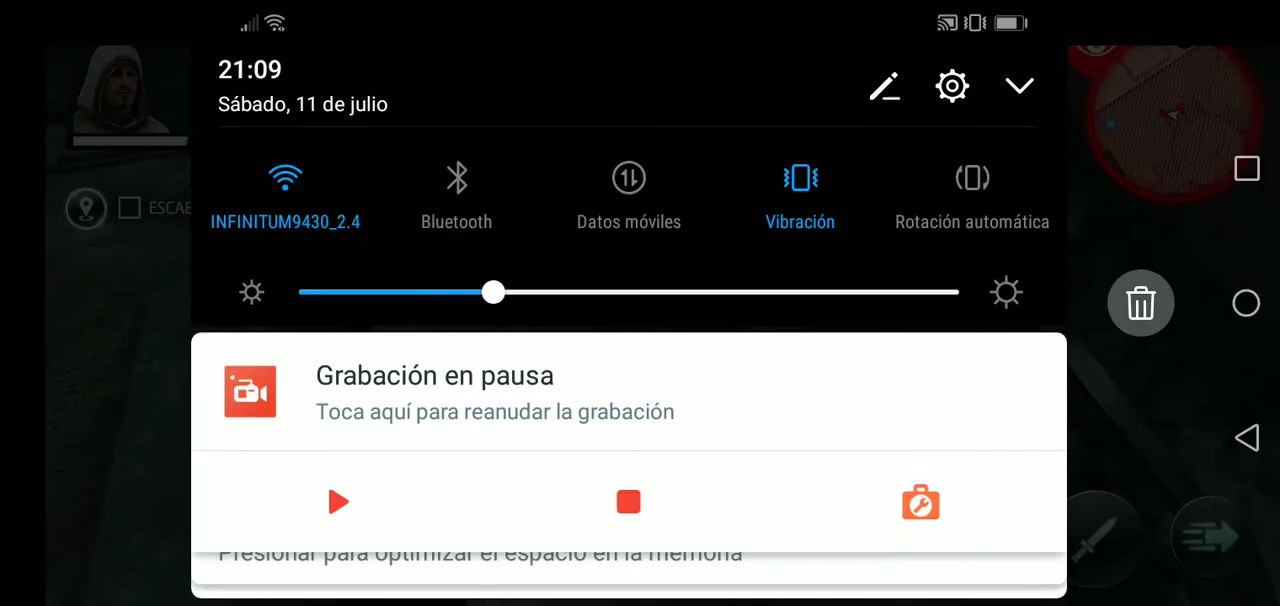 21:09
Sábado, 11 de julio
INFINITUM9430_2.4
Bluetooth
Datos móviles
Vibración
Rotación automática
ESCAE
Grabación en pausa
Toca aquí para reanudar la grabación
Presionar para optimizar el espacio en la memoria